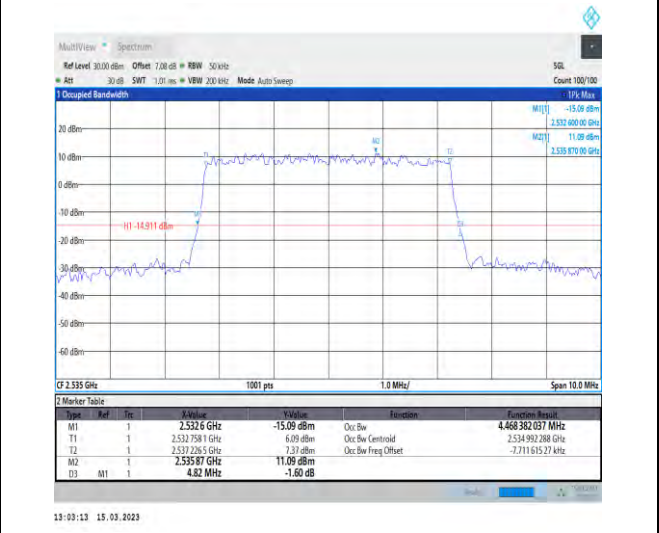 MultiView Spectrum
Ref Level 30.00 dBm Offset 7.08 dB RBW 50 kHz SGL
Att 30 dB SWT 1.01 ms VBW 200 kHz Mode Auto Sweep Count 100/100
1 Occupied Bandwidth 1Pk Max
M1[1] -15.09 dBm
2.532 600 00 GHz
M2[1] 11.09 dBm
2.535 870 00 GHz
20 dBm
M2
T2
10 dBm
0 dBm
-10 dBm
H1 -14.911 dBm
-20 dBm
-30 dBm
-40 dBm
-50 dBm
-60 dBm
CF 2.535 GHz 1001 pts 1.0 MHz/ Span 10.0 MHz
2 Marker Table
Type Ref Trc X-Value Y-Value Function Function Result
M1 1 2.5326 GHz -15.09 dBm Occ Bw 4.468 382 037 MHz
T1 1 2.532 758 1 GHz 6.09 dBm Occ Bw Centroid 2.534 992 288 GHz
T2 1 2.537 226 5 GHz 7.37 dBm Occ Bw Freq Offset -7.711 615 27 kHz
M2 1 2.535 87 GHz 11.09 dBm
D3 M1 1 4.82 MHz -1.60 dB
13:03:13 15.03.2023